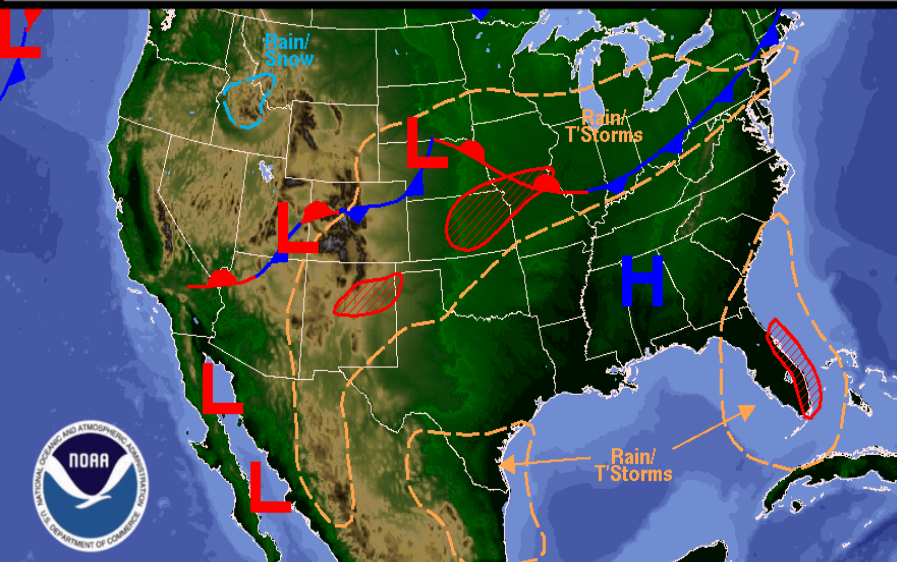 L
Rain/
Snow
L
Rain/
T'Storms
L
H
L
L
Rain/
T'Storms
NATIONAL OCEANIC AND ATMOSPHERIC ADMINISTRATION
NOAA
U.S. DEPARTMENT OF COMMERCE